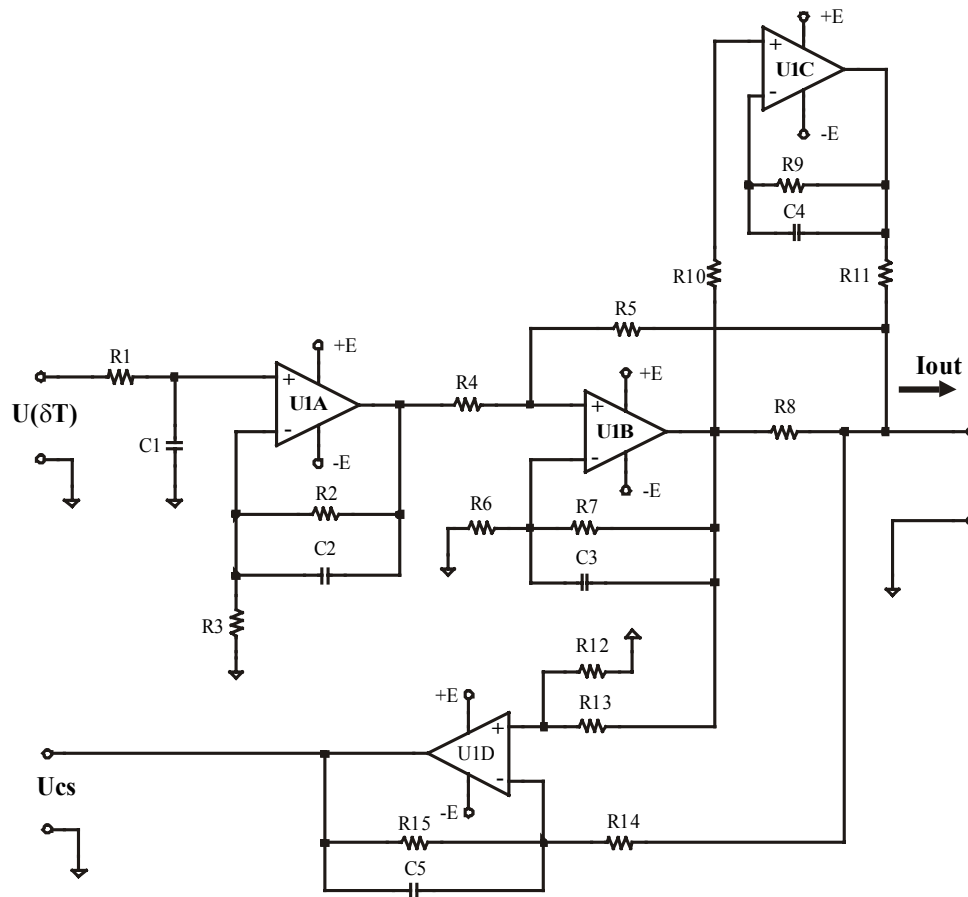 +E
+
U1C
-
-E
R9
C4
R10
R11
R5
R1
+E
Iout
+
R4
+E
U1A
+
R8
U(δT)
U1B
C1
-
-E
-
-E
R2
R6
R7
C2
C3
R3
R12
+E
R13
+
U1D
-
Ucs
-E
R15
R14
C5